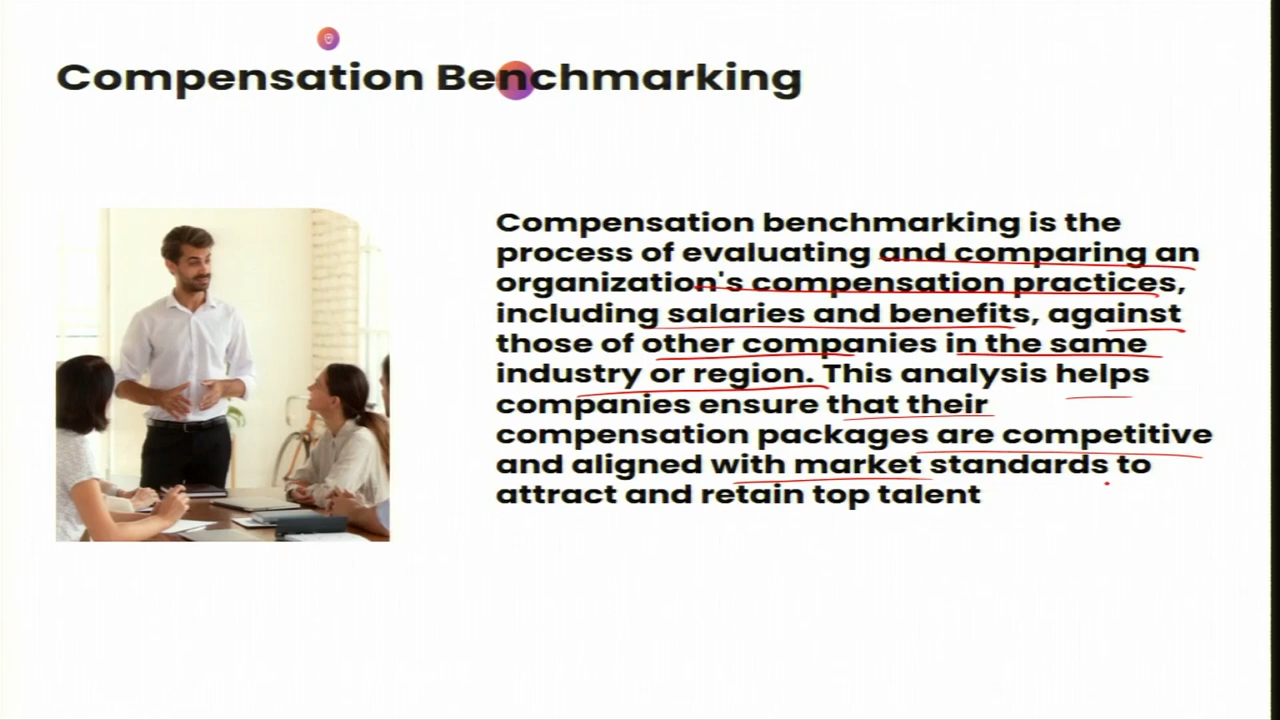 Compensation Benchmarking
Compensation benchmarking is the
process of evaluating and comparing an
organization's compensation practices,
including salaries and benefits, against
those of other companies in the same
industry or region. This analysis helps
companies ensure that their
compensation packages are competitive
and aligned with market standards to
attract and retain top talent